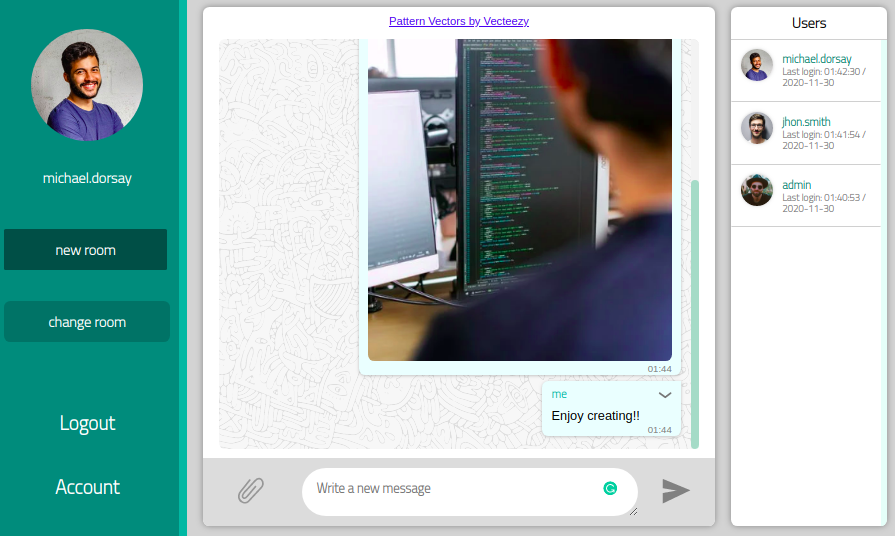 michael.dorsay
new room
change room
Logout
Account
Pattern Vectors by Vecteezy
01:44
me
Enjoy creating!!
01:44
Write a new message
Users
michael.dorsay
Last login: 01:42:30 /
2020-11-30
jhon.smith
Last login: 01:41:54 /
2020-11-30
admin
Last login: 01:40:53 /
2020-11-30